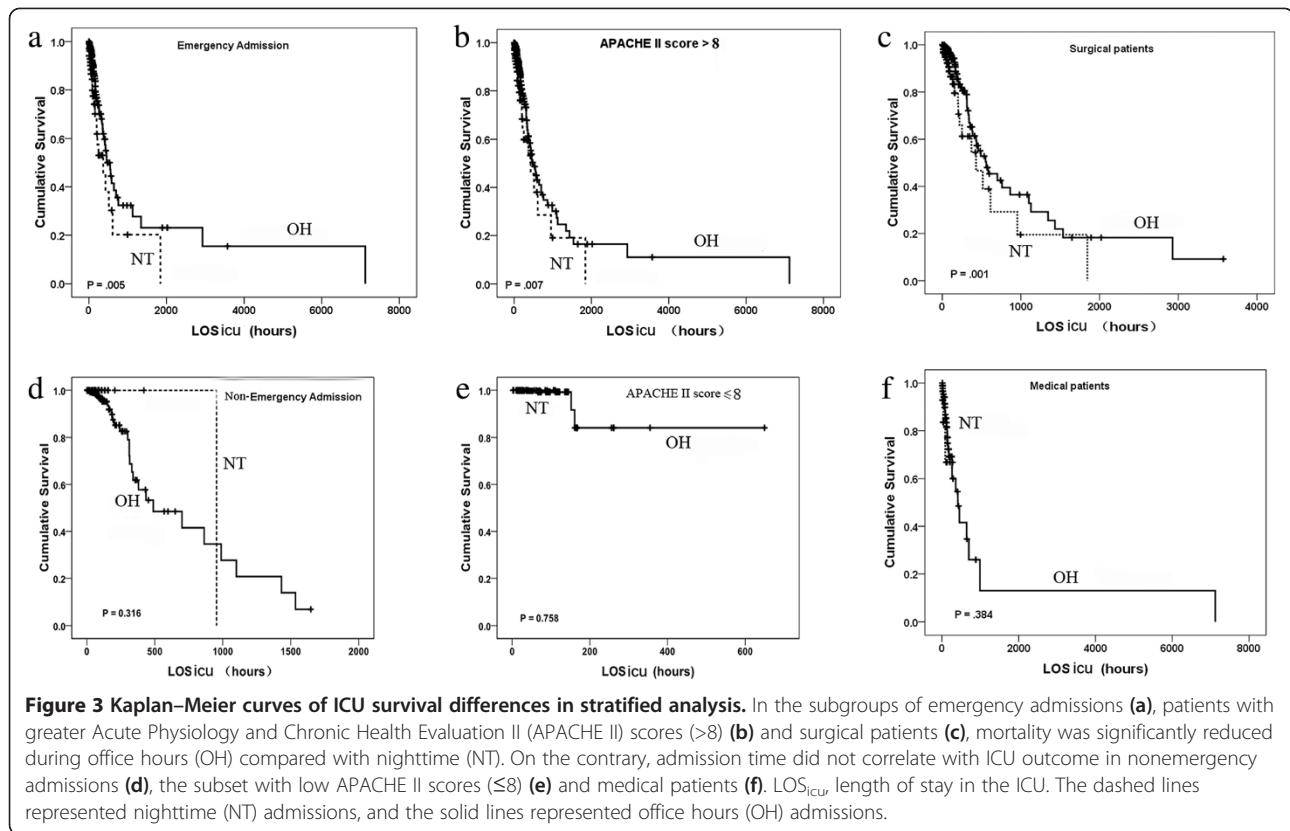 a
Emergency Admission
1.0
0.8
0.6
0.4
0.2
0.0
Cumulative Survival
OH
NT
P = .005
0 2000 4000 6000 8000
LOSicu (hours)
b
APACHE II score > 8
1.0
0.8
0.6
0.4
0.2
0.0
Cumulative Survival
OH
NT
P = .007
0 2000 4000 6000 8000
LOSicu （hours）
c
Surgical patients
1.0
0.8
0.6
0.4
0.2
0.0
Cumulative Survival
OH
NT
P = .001
0 1000 2000 3000 4000
LOSicu （hours）
d
Non-Emergency Admission
1.0
0.8
0.6
0.4
0.2
0.0
Cumulative Survival
NT
OH
P = 0.316
0 500 1000 1500 2000
LOSicu （hours）
e
APACHE II score ≤8
1.0
0.8
0.6
0.4
0.2
0.0
Cumulative Survival
NT
OH
P = 0.758
0 200 400 600
LOSicu (hours)
f
Medical patients
1.0
0.8
0.6
0.4
0.2
0.0
Cumulative Survival
NT
OH
P = .384
0 2000 4000 6000 8000
LOSicu (hours)
Figure 3 Kaplan–Meier curves of ICU survival differences in stratified analysis. In the subgroups of emergency admissions (a), patients with
greater Acute Physiology and Chronic Health Evaluation II (APACHE II) scores (>8) (b) and surgical patients (c), mortality was significantly reduced
during office hours (OH) compared with nighttime (NT). On the contrary, admission time did not correlate with ICU outcome in nonemergency
admissions (d), the subset with low APACHE II scores (≤8) (e) and medical patients (f). LOSicu, length of stay in the ICU. The dashed lines
represented nighttime (NT) admissions, and the solid lines represented office hours (OH) admissions.